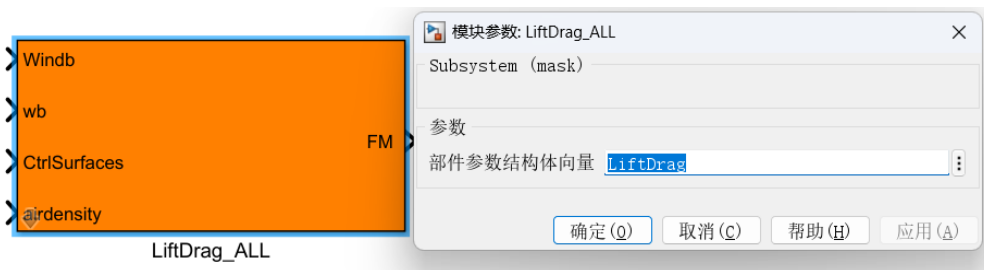 Windb
wb
CtrlSurfaces
airdensity
FM
LiftDrag_ALL
模块参数: LiftDrag_ALL
Subsystem (mask)
参数
部件参数结构体向量 LiftDrag
确定(O) 取消(C) 帮助(H) 应用(A)